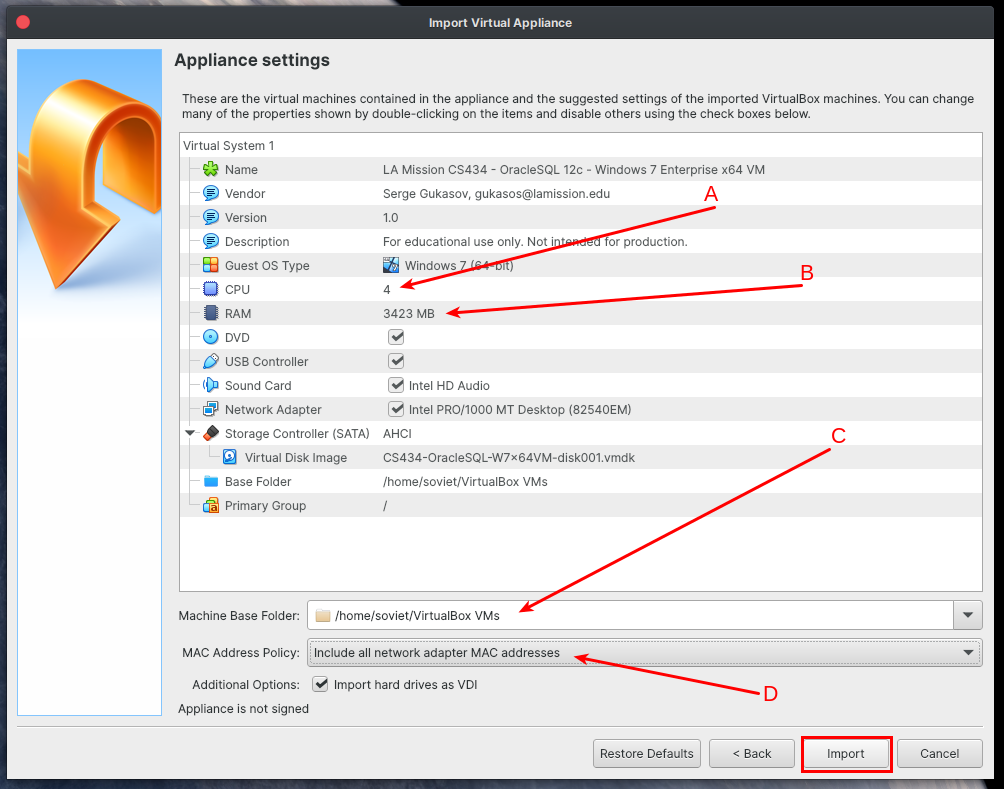 Import Virtual Appliance
Appliance settings
These are the virtual machines contained in the appliance and the suggested settings of the imported VirtualBox machines. You can change
many of the properties shown by double-clicking on the items and disable others using the check boxes below.
Virtual System 1
Name LA Mission CS434 - OracleSQL 12c - Windows 7 Enterprise x64 VM
Vendor Serge Gukasov, gukasos@lamission.edu
A
Version 1.0
Description For educational use only. Not intended for production.
Guest OS Type Windows 7 (64-bit)
B
CPU 4
RAM 3423 MB
DVD
USB Controller
Sound Card Intel HD Audio
Network Adapter Intel PRO/1000 MT Desktop (82540EM)
Storage Controller (SATA) AHCI
C
Virtual Disk Image CS434-OracleSQL-W7x64VM-disk001.vmdk
Base Folder /home/soviet/VirtualBox VMs
Primary Group /
Machine Base Folder: /home/soviet/VirtualBox VMs
MAC Address Policy: Include all network adapter MAC addresses
Additional Options: Import hard drives as VDI
D
Appliance is not signed
Restore Defaults < Back Import Cancel